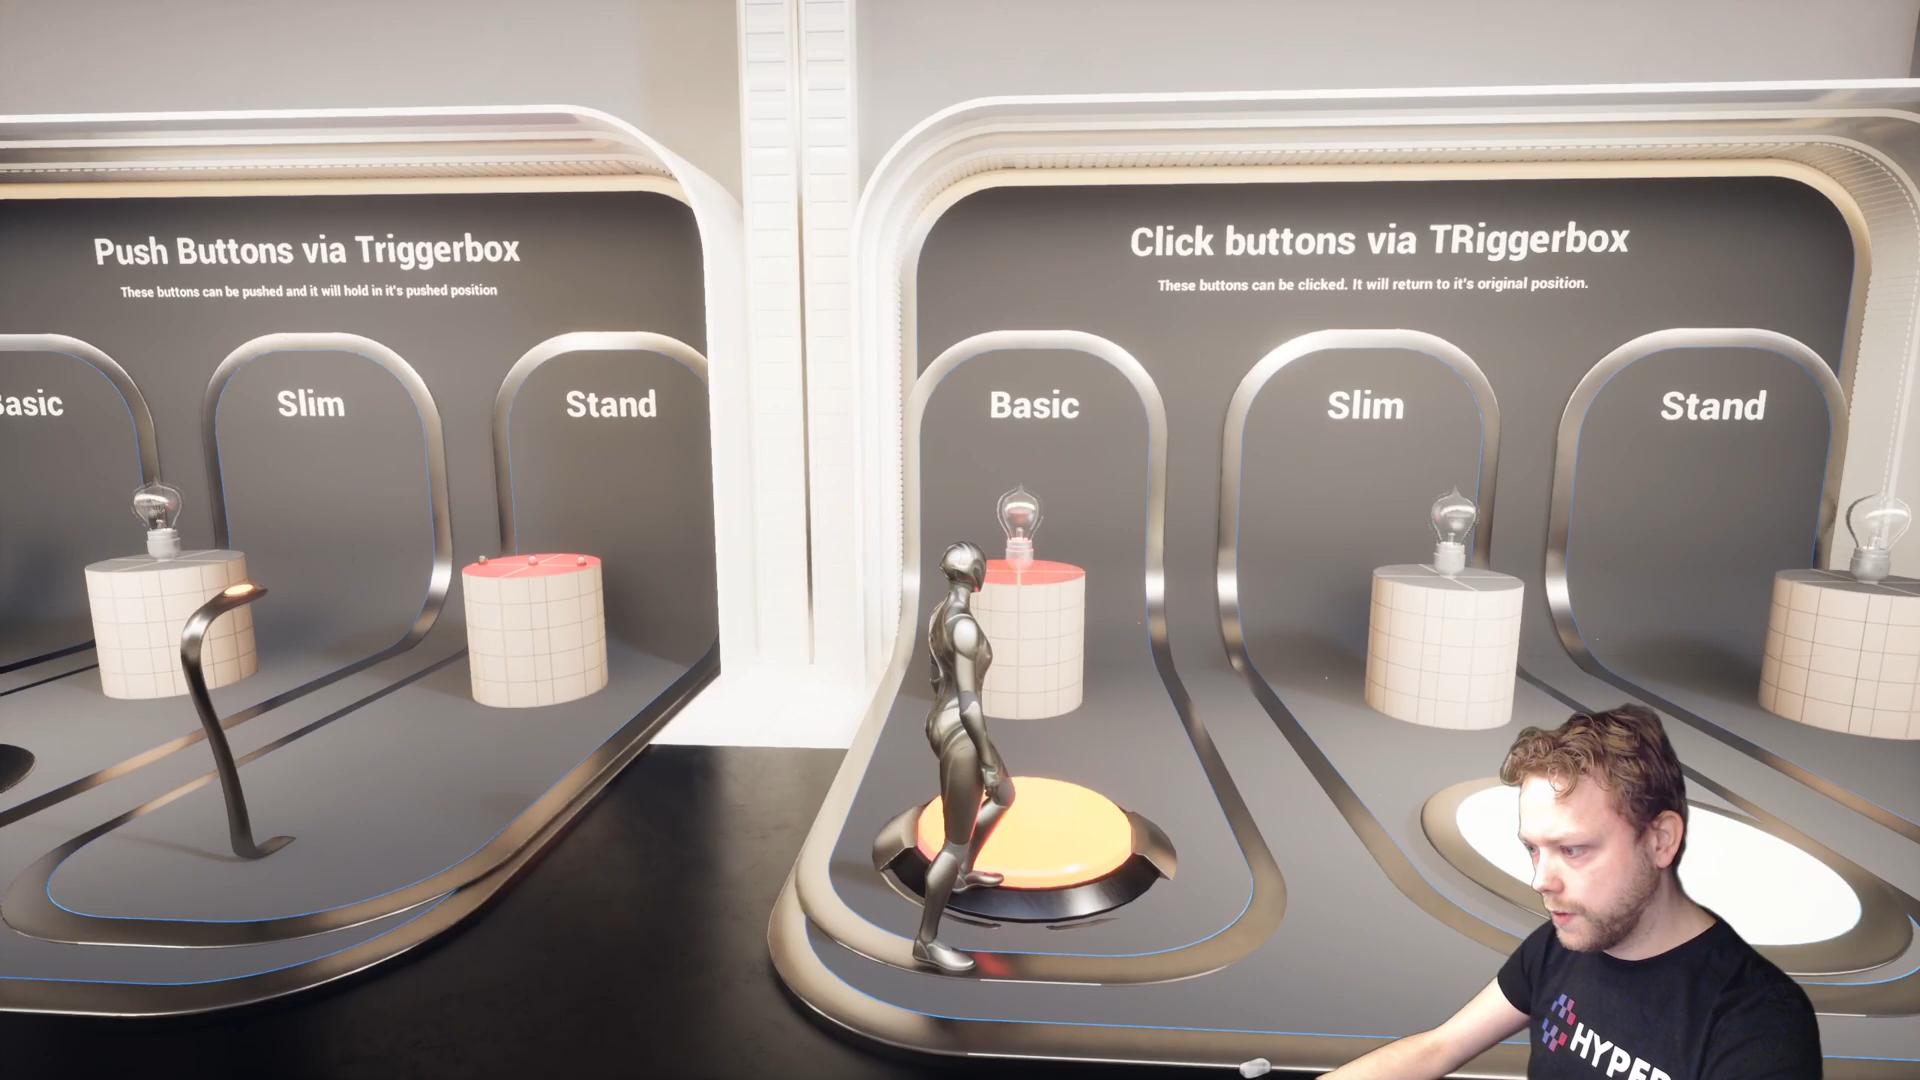 Push Buttons via Triggerbox
These buttons can be pushed and it will hold in it's pushed position
Basic
Slim
Stand
Click buttons via TRiggerbox
These buttons can be clicked. It will return to it's original position.
Basic
Slim
Stand
HYPER